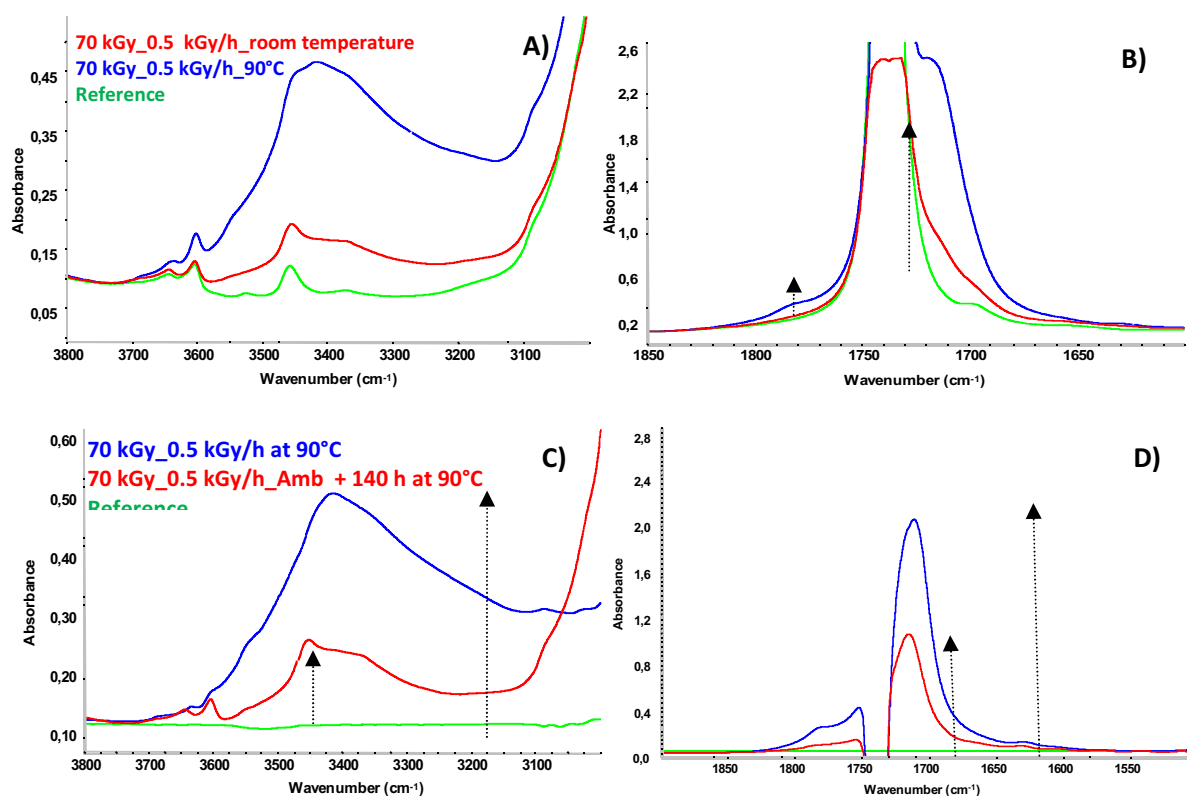 A)
70 kGy_0.5 kGy/h_room temperature
70 kGy_0.5 kGy/h_90°C
Reference
Absorbance
0,45
0,35
0,25
0,15
0,05
3800 3700 3600 3500 3400 3300 3200 3100
Wavenumber (cm-1)
B)
Absorbance
2,6
2,2
1,8
1,4
1,0
0,6
0,2
1850 1800 1750 1700 1650
Wavenumber (cm-1)
C)
70 kGy_0.5 kGy/h at 90°C
70 kGy_0.5 kGy/h_Amb + 140 h at 90°C
Reference
Absorbance
0,60
0,50
0,40
0,30
0,20
0,10
3800 3700 3600 3500 3400 3300 3200 3100
Wavenumber (cm-1)
D)
Absorbance
2,8
2,4
2,0
1,6
1,2
0,8
0,4
0,0
1850 1800 1750 1700 1650 1600 1550
Wavenumber (cm-1)